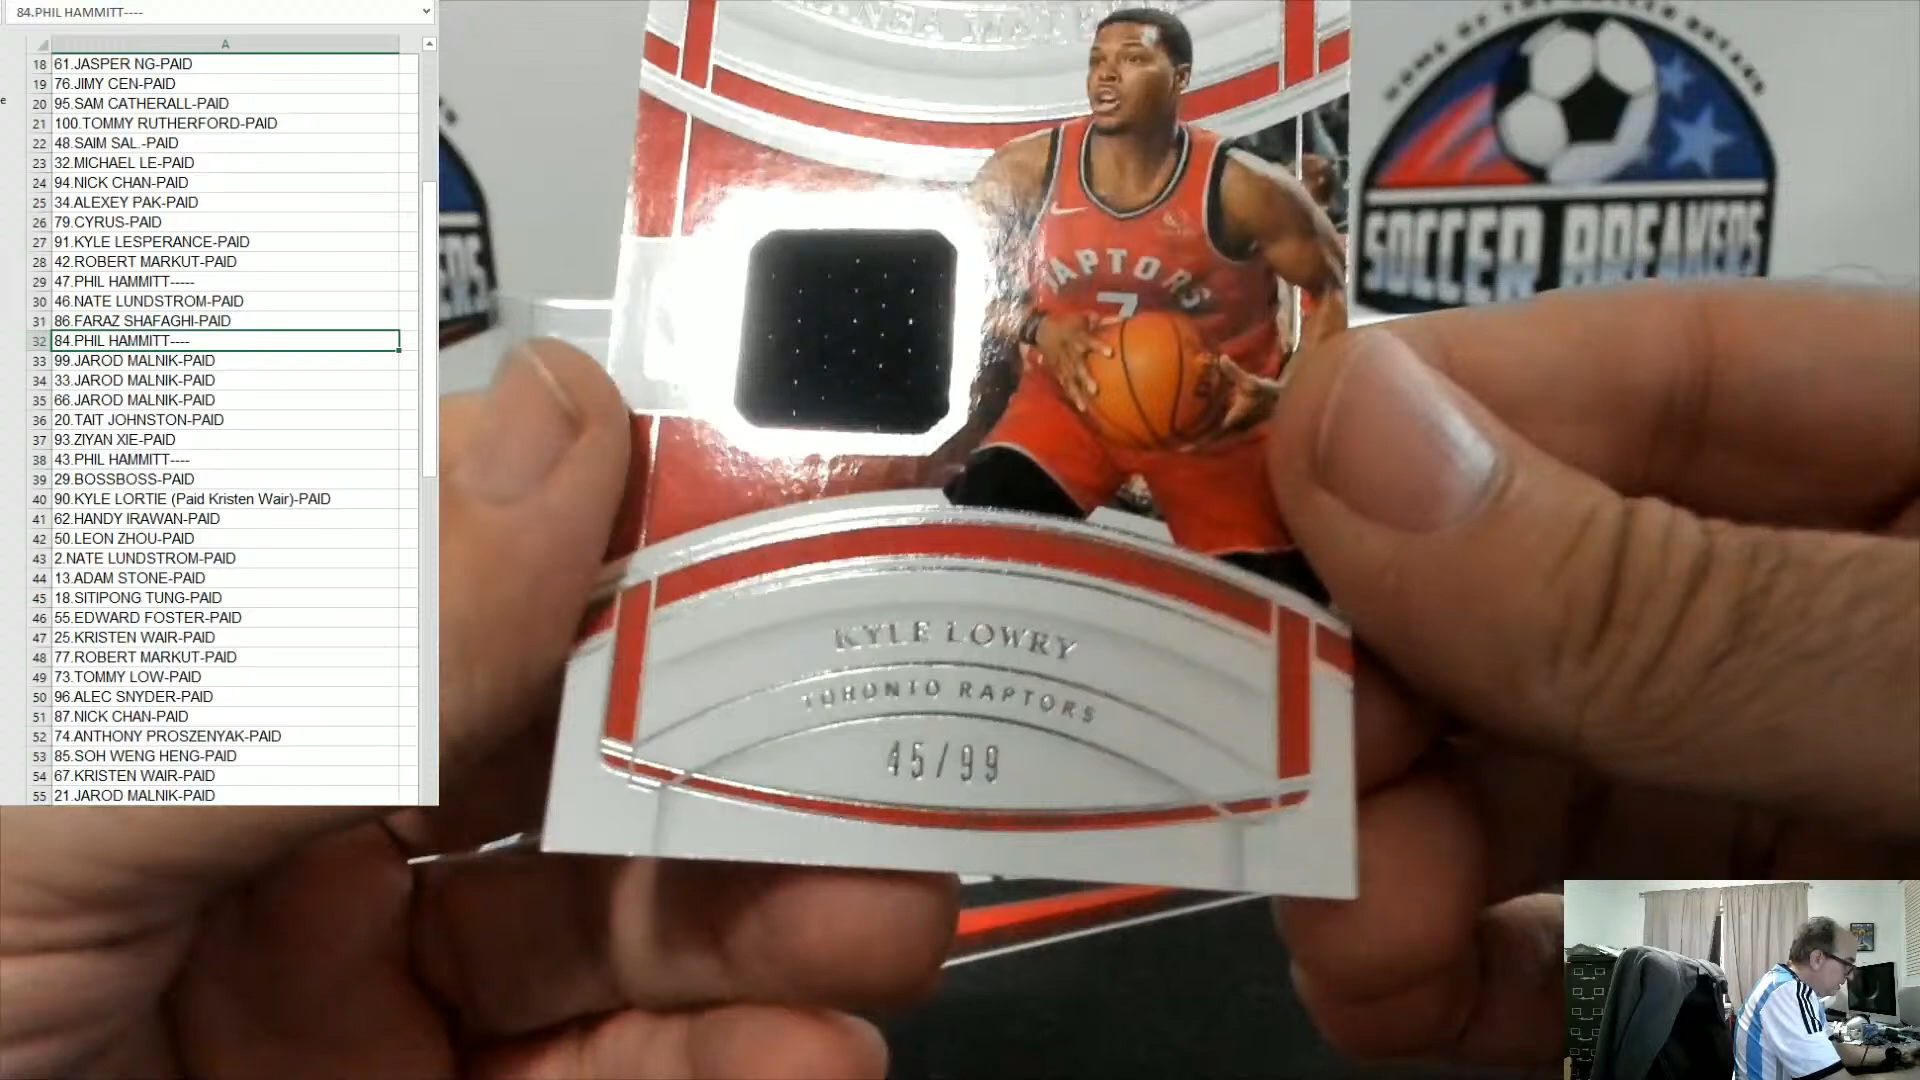 84.PHIL HAMMITT----
A
18 61.JASPER NG-PAID
19 76.JIMY CEN-PAID
20 95.SAM CATHERALL-PAID
21 100.TOMMY RUTHERFORD-PAID
22 48.SAIM SAL.-PAID
23 32.MICHAEL LE-PAID
24 94.NICK CHAN-PAID
25 34.ALEXEY PAK-PAID
26 79.CYRUS-PAID
27 91.KYLE LESPERANCE-PAID
28 42.ROBERT MARKUT-PAID
29 47.PHIL HAMMITT-----
30 46.NATE LUNDSTROM-PAID
31 86.FARAZ SHAFAGHI-PAID
32 84.PHIL HAMMITT----
33 99.JAROD MALNIK-PAID
34 33.JAROD MALNIK-PAID
35 66.JAROD MALNIK-PAID
36 20.TAIT JOHNSTON-PAID
37 93.ZIYAN XIE-PAID
38 43.PHIL HAMMITT----
39 29.BOSSBOSS-PAID
40 90.KYLE LORTIE (Paid Kristen Wair)-PAID
41 62.HANDY IRAWAN-PAID
42 50.LEON ZHOU-PAID
43 2.NATE LUNDSTROM-PAID
44 13.ADAM STONE-PAID
45 18.SITIPONG TUNG-PAID
46 55.EDWARD FOSTER-PAID
47 25.KRISTEN WAIR-PAID
48 77.ROBERT MARKUT-PAID
49 73.TOMMY LOW-PAID
50 96.ALEC SNYDER-PAID
51 87.NICK CHAN-PAID
52 74.ANTHONY PROSZENYAK-PAID
53 85.SOH WENG HENG-PAID
54 67.KRISTEN WAIR-PAID
55 21.JAROD MALNIK-PAID
RAPTORS
7
KYLE LOWRY
TORONTO RAPTORS
45/99
SOCCER BREAKERS